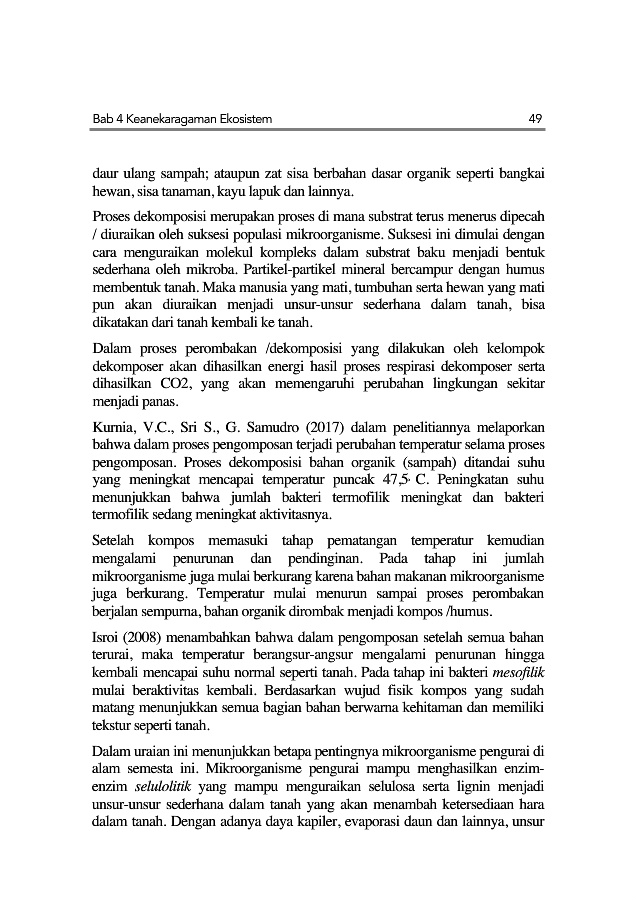 Bab 4 Keanekaragaman Ekosistem 49
daur ulang sampah; ataupun zat sisa berbahan dasar organik seperti bangkai
hewan, sisa tanaman, kayu lapuk dan lainnya.
Proses dekomposisi merupakan proses di mana substrat terus menerus dipecah
/ diuraikan oleh suksesi populasi mikroorganisme. Suksesi ini dimulai dengan
cara menguraikan molekul kompleks dalam substrat baku menjadi bentuk
sederhana oleh mikroba. Partikel-partikel mineral bercampur dengan humus
membentuk tanah. Maka manusia yang mati, tumbuhan serta hewan yang mati
pun akan diuraikan menjadi unsur-unsur sederhana dalam tanah, bisa
dikatakan dari tanah kembali ke tanah.
Dalam proses perombakan /dekomposisi yang dilakukan oleh kelompok
dekomposer akan dihasilkan energi hasil proses respirasi dekomposer serta
dihasilkan CO2, yang akan memengaruhi perubahan lingkungan sekitar
menjadi panas.
Kurnia, V.C., Sri S., G. Samudro (2017) dalam penelitiannya melaporkan
bahwa dalam proses pengomposan terjadi perubahan temperatur selama proses
pengomposan. Proses dekomposisi bahan organik (sampah) ditandai suhu
yang meningkat mencapai temperatur puncak 47,5° C. Peningkatan suhu
menunjukkan bahwa jumlah bakteri termofilik meningkat dan bakteri
termofilik sedang meningkat aktivitasnya.
Setelah kompos memasuki tahap pematangan temperatur kemudian
mengalami penurunan dan pendinginan. Pada tahap ini jumlah
mikroorganisme juga mulai berkurang karena bahan makanan mikroorganisme
juga berkurang. Temperatur mulai menurun sampai proses perombakan
berjalan sempurna, bahan organik dirombak menjadi kompos /humus.
Isroi (2008) menambahkan bahwa dalam pengomposan setelah semua bahan
terurai, maka temperatur berangsur-angsur mengalami penurunan hingga
kembali mencapai suhu normal seperti tanah. Pada tahap ini bakteri mesofilik
mulai beraktivitas kembali. Berdasarkan wujud fisik kompos yang sudah
matang menunjukkan semua bagian bahan berwarna kehitaman dan memiliki
tekstur seperti tanah.
Dalam uraian ini menunjukkan betapa pentingnya mikroorganisme pengurai di
alam semesta ini. Mikroorganisme pengurai mampu menghasilkan enzim-
enzim selulolitik yang mampu menguraikan selulosa serta lignin menjadi
unsur-unsur sederhana dalam tanah yang akan menambah ketersediaan hara
dalam tanah. Dengan adanya daya kapiler, evaporasi daun dan lainnya, unsur